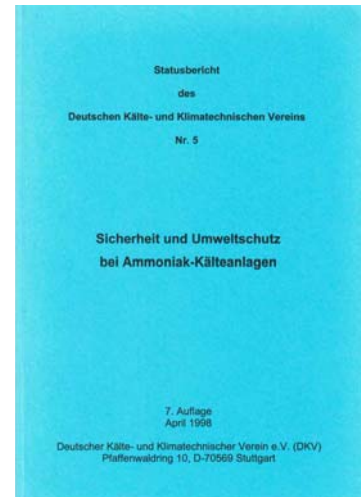 Statusbericht
des
Deutschen Kälte- und Klimatechnischen Vereins
Nr. 5
Sicherheit und Umweltschutz
bei Ammoniak-Kälteanlagen
7. Auflage
April 1998
Deutscher Kälte- und Klimatechnischer Verein e.V. (DKV)
Pfaffenwaldring 10, D-70569 Stuttgart